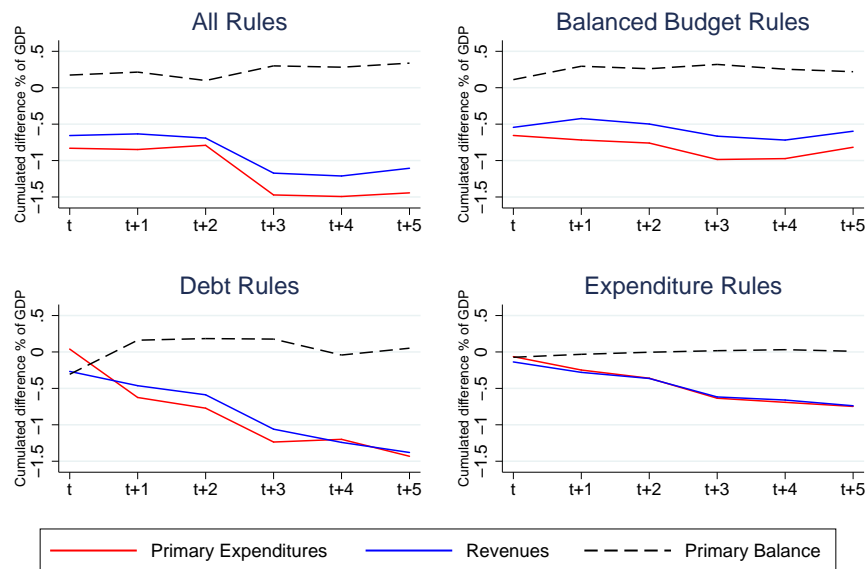 All Rules
Cumulated difference % of GDP
.5
0
−.5
−1
−1.5
t t+1 t+2 t+3 t+4 t+5
Balanced Budget Rules
Cumulated difference % of GDP
.5
0
−.5
−1
−1.5
t t+1 t+2 t+3 t+4 t+5
Debt Rules
Cumulated difference % of GDP
.5
0
−.5
−1
−1.5
t t+1 t+2 t+3 t+4 t+5
Expenditure Rules
Cumulated difference % of GDP
.5
0
−.5
−1
−1.5
t t+1 t+2 t+3 t+4 t+5
Primary Expenditures Revenues Primary Balance